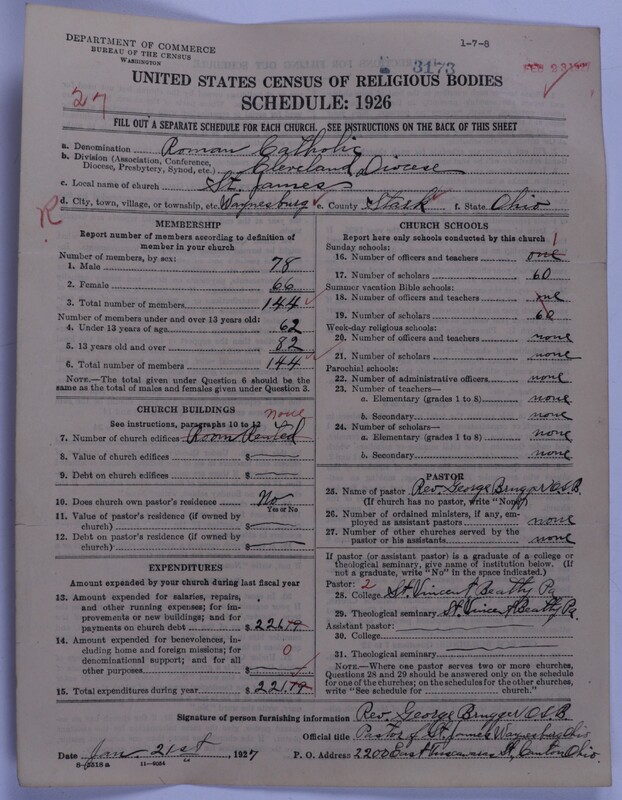 DEPARTMENT OF COMMERCE
BUREAU OF THE CENSUS
WASHINGTON
1-7-8
3173
FEB 23 1927
27
UNITED STATES CENSUS OF RELIGIOUS BODIES
SCHEDULE: 1926
FILL OUT A SEPARATE SCHEDULE FOR EACH CHURCH. SEE INSTRUCTIONS ON THE BACK OF THIS SHEET
a. Denomination Roman Catholic
b. Division (Association, Conference, Diocese, Presbytery, Synod, etc.) Cleveland Diocese
c. Local name of church St. James
d. City, town, village, or township, etc. Waynesburg e. County Stark f. State Ohio
R
MEMBERSHIP
Report number of members according to definition of
member in your church
Number of members, by sex:
1. Male 78
2. Female 66
3. Total number of members 144
Number of members under and over 13 years old:
4. Under 13 years of age 62
5. 13 years old and over 82
6. Total number of members 144
NOTE.—The total given under Question 6 should be
the same as the total of males and females given under Question 3.
CHURCH BUILDINGS
none
See instructions, paragraphs 10 to 12
7. Number of church edifices Room Rented
8. Value of church edifices $
9. Debt on church edifices $
10. Does church own pastor's residence No
Yes or No
11. Value of pastor's residence (if owned by
church) $
12. Debt on pastor's residence (if owned by
church) $
EXPENDITURES
Amount expended by your church during last fiscal year
13. Amount expended for salaries, repairs,
and other running expenses; for im-
provements or new buildings; and for
payments on church debt $ 221.77
14. Amount expended for benevolences, in-
cluding home and foreign missions; for
denominational support; and for all
other purposes $ 0
15. Total expenditures during year $ 221.77
CHURCH SCHOOLS
Report here only schools conducted by this church
Sunday schools:
1
16. Number of officers and teachers one
17. Number of scholars 60
Summer vacation Bible schools:
18. Number of officers and teachers one
19. Number of scholars 60
Week-day religious schools:
20. Number of officers and teachers none
21. Number of scholars none
Parochial schools:
22. Number of administrative officers none
23. Number of teachers—
a. Elementary (grades 1 to 8) none
b. Secondary none
24. Number of scholars—
a. Elementary (grades 1 to 8) none
b. Secondary none
PASTOR
25. Name of pastor Rev. George Brugger O.S.B.
(If church has no pastor, write "None")
26. Number of ordained ministers, if any, em-
ployed as assistant pastors none
27. Number of other churches served by the
pastor or his assistants none
If pastor (or assistant pastor) is a graduate of a college or
theological seminary, give name of institution below. (If
not a graduate, write "No" in the space indicated.)
Pastor: 2
28. College St. Vincent Beatty Pa
29. Theological seminary St. Vincent Beatty Pa.
Assistant pastor:
30. College
31. Theological seminary
NOTE.—Where one pastor serves two or more churches,
Questions 28 and 29 should be answered only on the schedule
for one of the churches; on the schedules for the other churches,
write "See schedule for church."
Signature of person furnishing information Rev. George Brugger O.S.B
Official title Pastor of St. James Waynesburg Ohio
Date Jan. 21st, 1927 P. O. Address 2200 East Tuscarawas St, Canton Ohio
11-9024